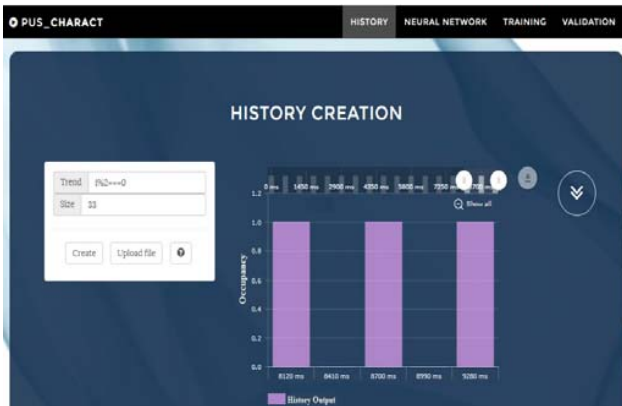 PUS_CHARACT
HISTORY NEURAL NETWORK TRAINING VALIDATION
HISTORY CREATION
Trend t%2===0
Size 33
Create Upload file
0 ms 1450 ms 2900 ms 4350 ms 5800 ms 7250
Show all
1.2
1.0
0.8
0.6
0.4
0.2
0.0
Occupancy
8120 ms 8410 ms 8700 ms 8990 ms 9280 ms
History Output